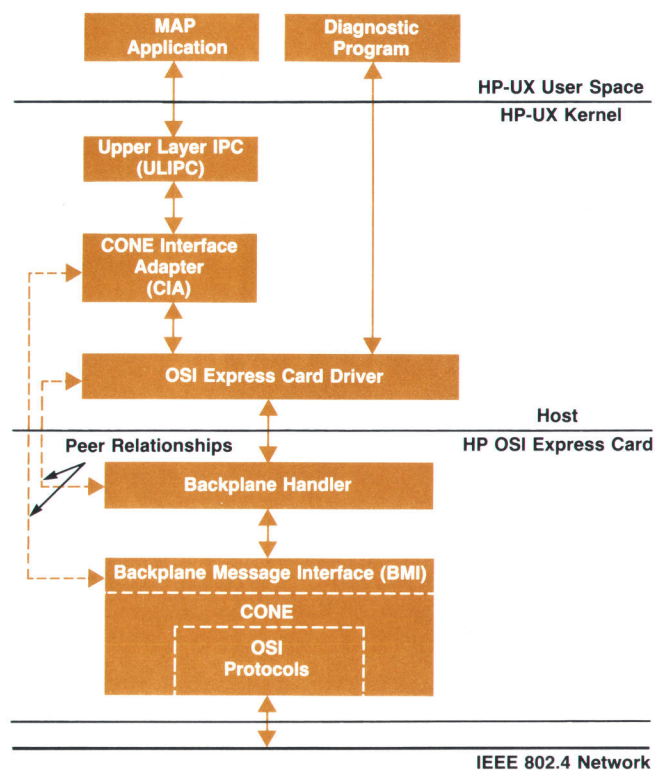 MAP
Application
Diagnostic
Program
HP-UX User Space
HP-UX Kernel
Upper Layer IPC
(ULIPC)
CONE Interface
Adapter
(CIA)
OSI Express Card Driver
Host
Peer Relationships
HP OSI Express Card
Backplane Handler
Backplane Message Interface (BMI)
CONE
OSI
Protocols
IEEE 802.4 Network